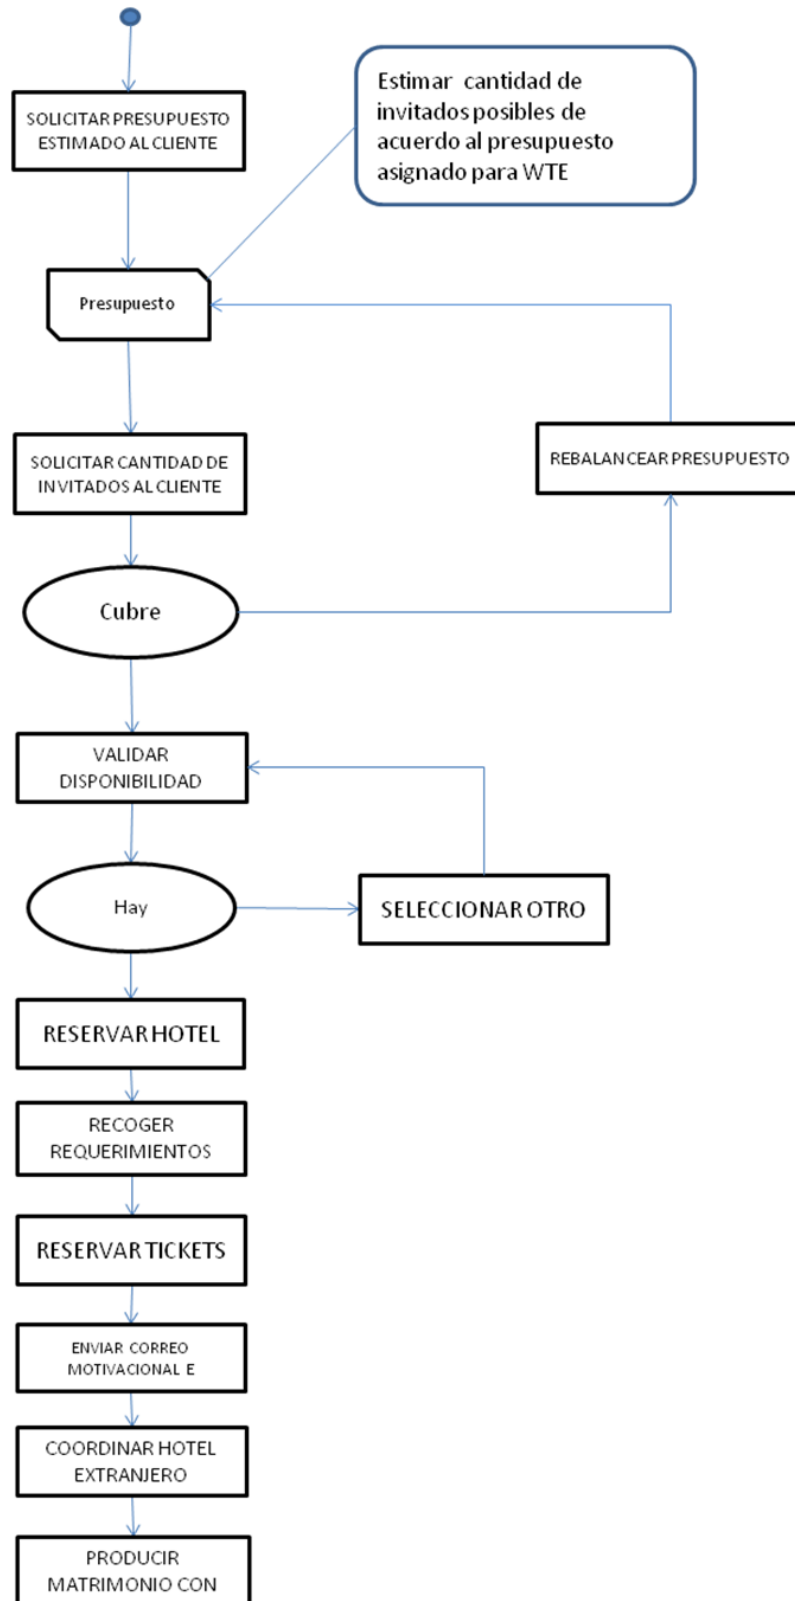 SOLICITAR PRESUPUESTO
ESTIMADO AL CLIENTE
Estimar cantidad de
invitados posibles de
acuerdo al presupuesto
asignado para WTE
Presupuesto
SOLICITAR CANTIDAD DE
INVITADOS AL CLIENTE
REBALANCEAR PRESUPUESTO
Cubre
VALIDAR
DISPONIBILIDAD
Hay
SELECCIONAR OTRO
RESERVAR HOTEL
RECOGER
REQUERIMIENTOS
RESERVAR TICKETS
ENVIAR CORREO
MOTIVACIONAL E
COORDINAR HOTEL
EXTRANJERO
PRODUCIR
MATRIMONIO CON